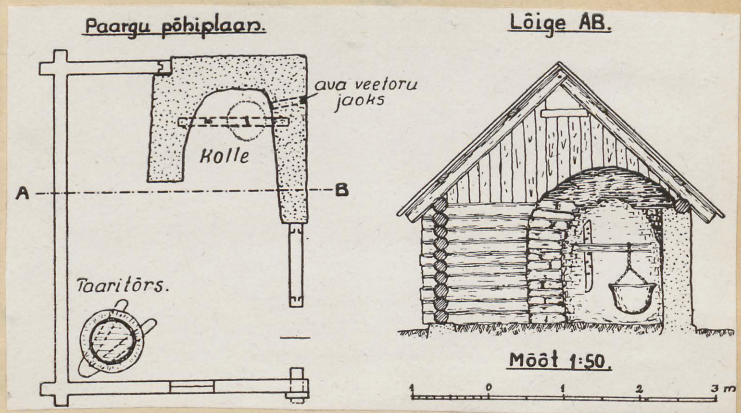 Paargu põhiplaan.
Lõige AB.
ava veetoru
jaoks
Kolle
A
B
Taaritõrs.
Mõõt 1:50.
1 0 1 2 3 m